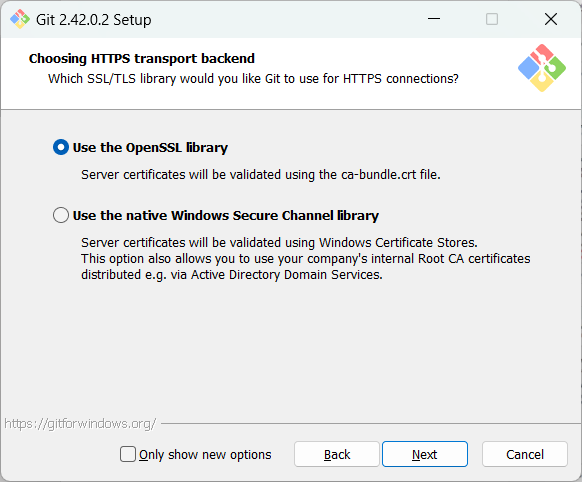 Git 2.42.0.2 Setup
Choosing HTTPS transport backend
Which SSL/TLS library would you like Git to use for HTTPS connections?
Use the OpenSSL library
Server certificates will be validated using the ca-bundle.crt file.
Use the native Windows Secure Channel library
Server certificates will be validated using Windows Certificate Stores.
This option also allows you to use your company's internal Root CA certificates
distributed e.g. via Active Directory Domain Services.
https://gitforwindows.org/
Only show new options
Back
Next
Cancel